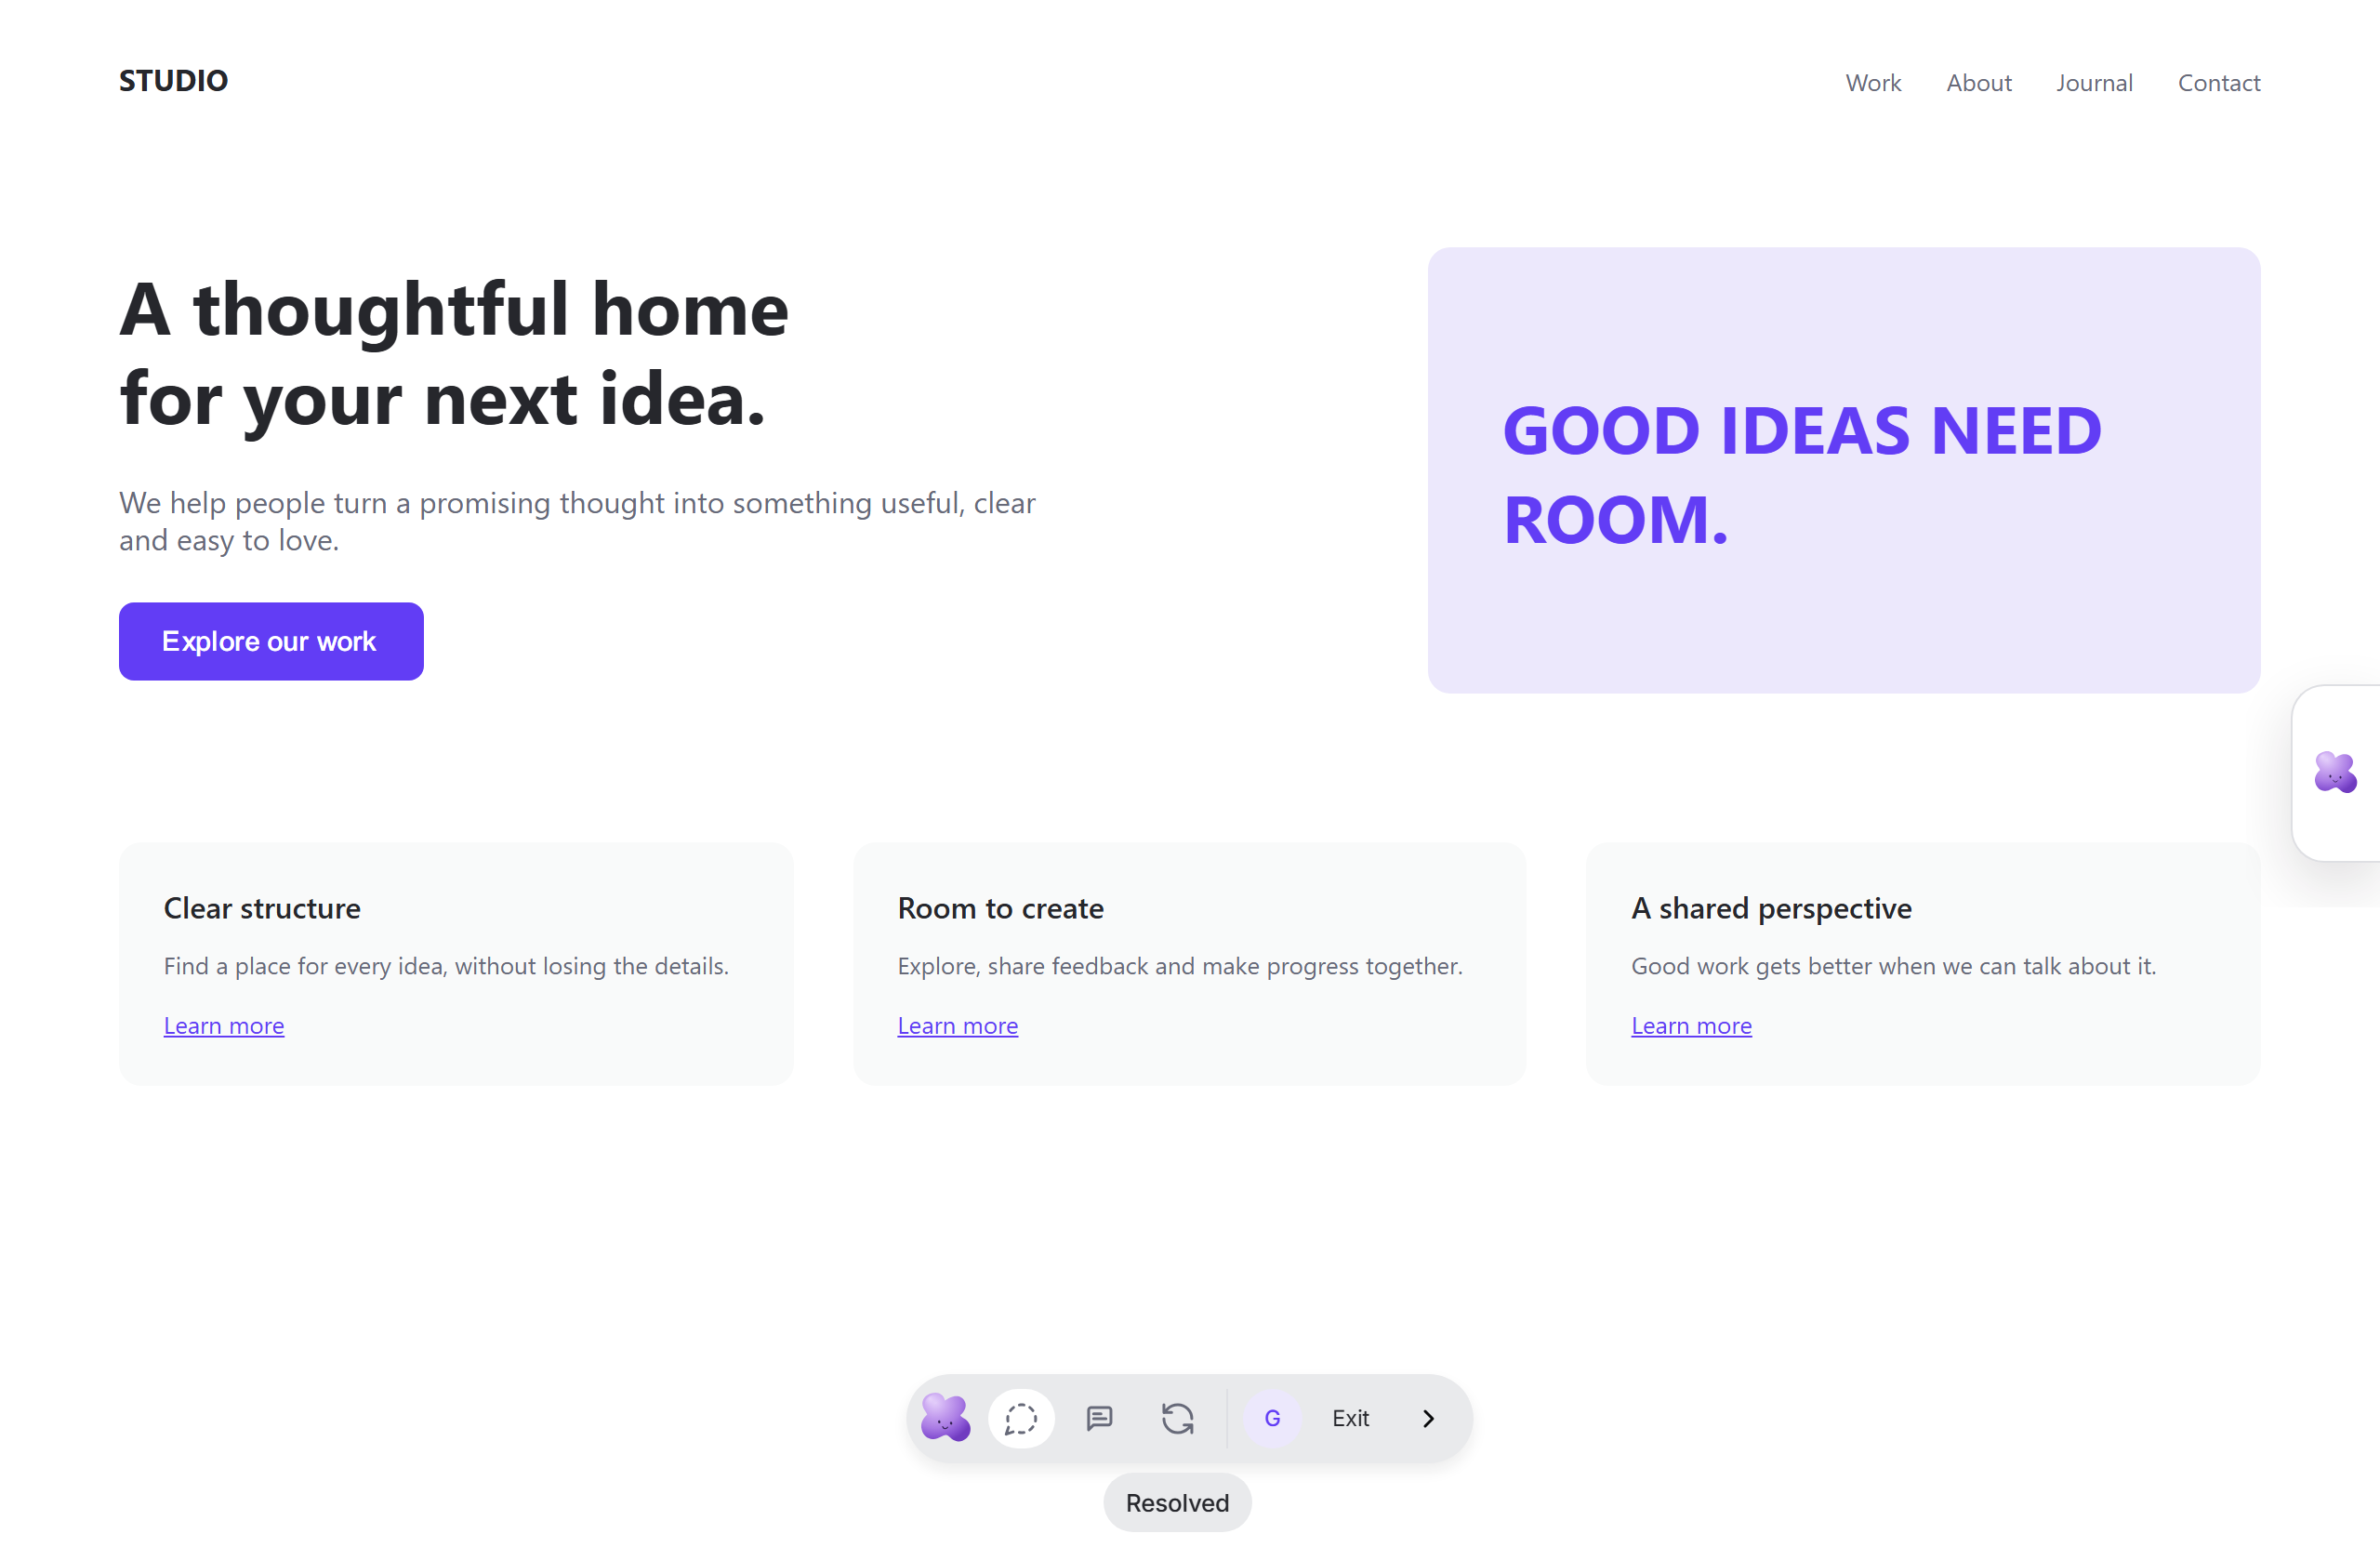 STUDIO
Work About Journal Contact
A thoughtful home
for your next idea.
We help people turn a promising thought into something useful, clear
and easy to love.
Explore our work
GOOD IDEAS NEED
ROOM.
Clear structure
Find a place for every idea, without losing the details.
Learn more
Room to create
Explore, share feedback and make progress together.
Learn more
A shared perspective
Good work gets better when we can talk about it.
Learn more
G Exit
Resolved